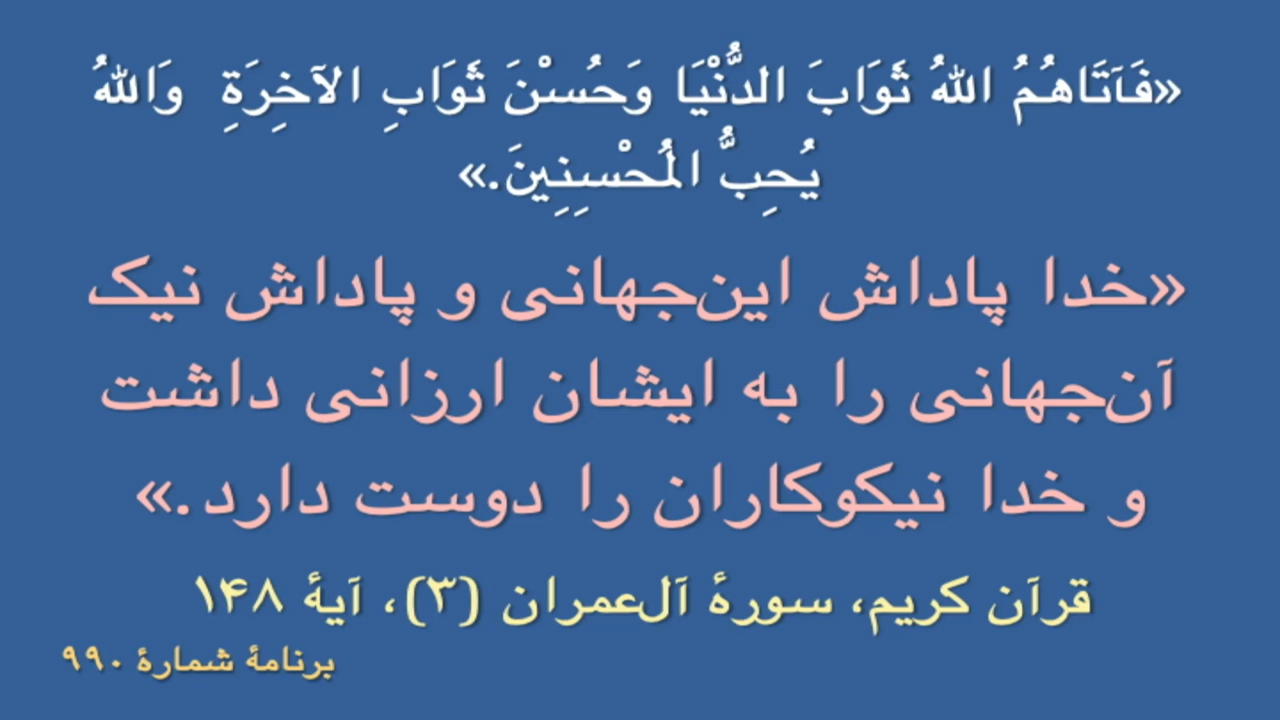 «فَآتَاهُمُ اللهُ ثَوَابَ الدُّنْيَا وَحُسْنَ ثَوَابِ الآخِرَةِ وَاللهُ
يُحِبُّ الْمُحْسِنِينَ.»
«خدا پاداش این‌جهانی و پاداش نیک
آن‌جهانی را به ایشان ارزانی داشت
و خدا نیکوکاران را دوست دارد.»
قرآن کریم، سورهٔ آل‌عمران (۳)، آیهٔ ۱۴۸
برنامهٔ شمارهٔ ۹۹۰